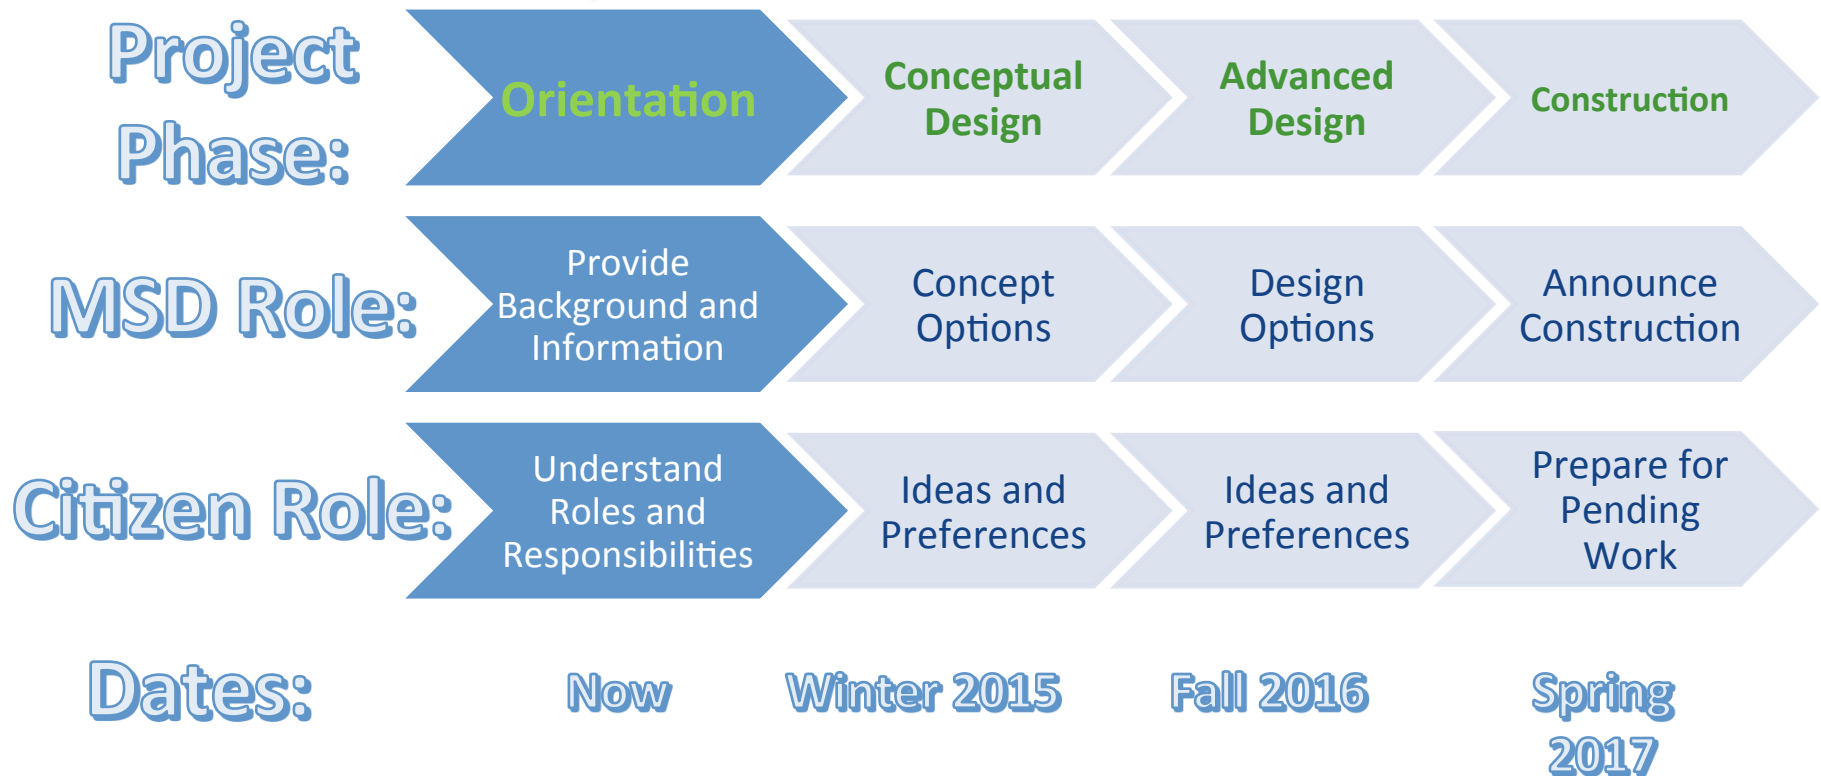 Project
Phase:
Orientation
Conceptual
Design
Advanced
Design
Construction
MSD Role:
Provide
Background and
Information
Concept
Options
Design
Options
Announce
Construction
Citizen Role:
Understand
Roles and
Responsibilities
Ideas and
Preferences
Ideas and
Preferences
Prepare for
Pending
Work
Dates:
Now
Winter 2015
Fall 2016
Spring
2017